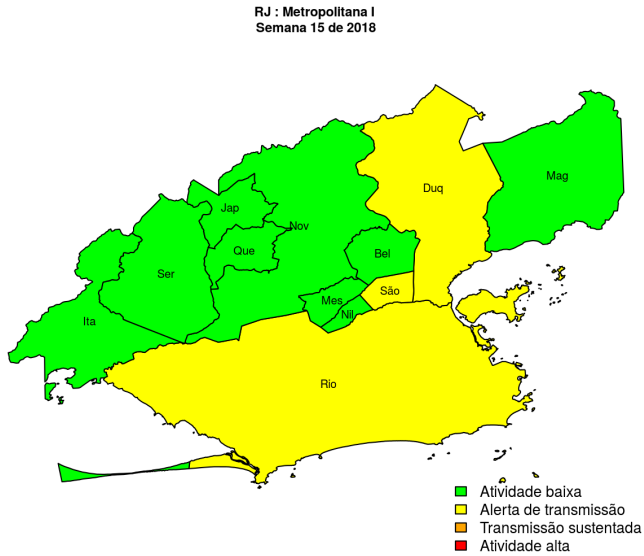 RJ : Metropolitana I
Semana 15 de 2018
Duq
Mag
Jap
Nov
Que
Bel
Ser
São
Mes
Nil
Ita
Rio
Atividade baixa
Alerta de transmissão
Transmissão sustentada
Atividade alta